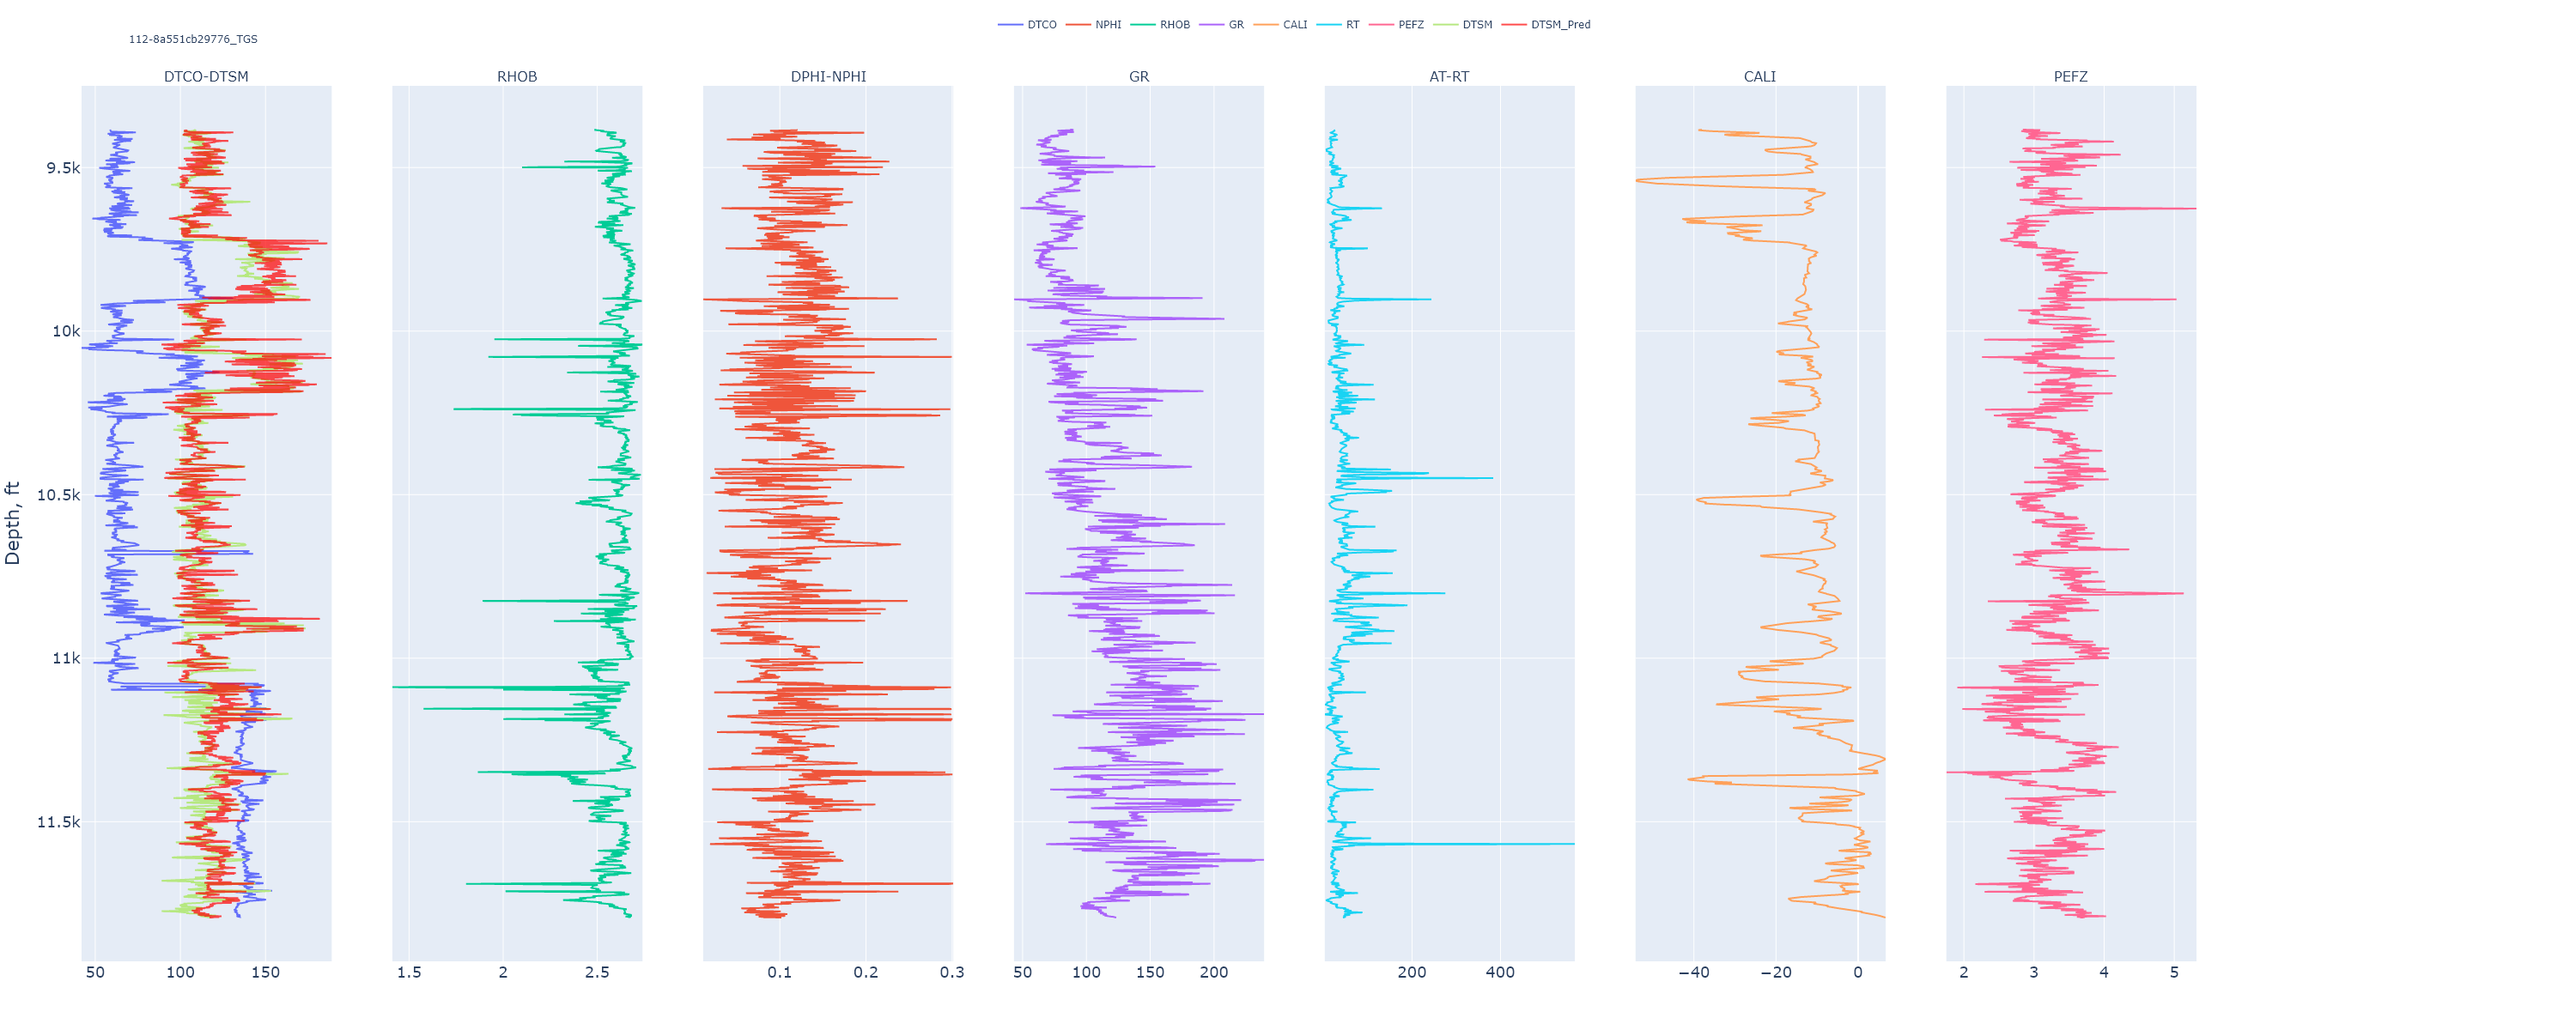 DTCO NPHI RHOB GR CALI RT PEFZ DTSM DTSM_Pred
112-8a551cb29776_TGS
DTCO-DTSM RHOB DPHI-NPHI GR AT-RT CALI PEFZ
9.5k
10k
10.5k
11k
11.5k
Depth, ft
50 100 150 1.5 2 2.5 0.1 0.2 0.3 50 100 150 200 200 400 −40 −20 0 2 3 4 5